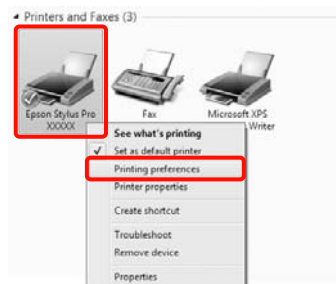 Printers and Faxes (3)
Epson Stylus Pro
XXXXX
Fax
Microsoft XPS
Writer
See what's printing
Set as default printer
Printing preferences
Printer properties
Create shortcut
Troubleshoot
Remove device
Properties